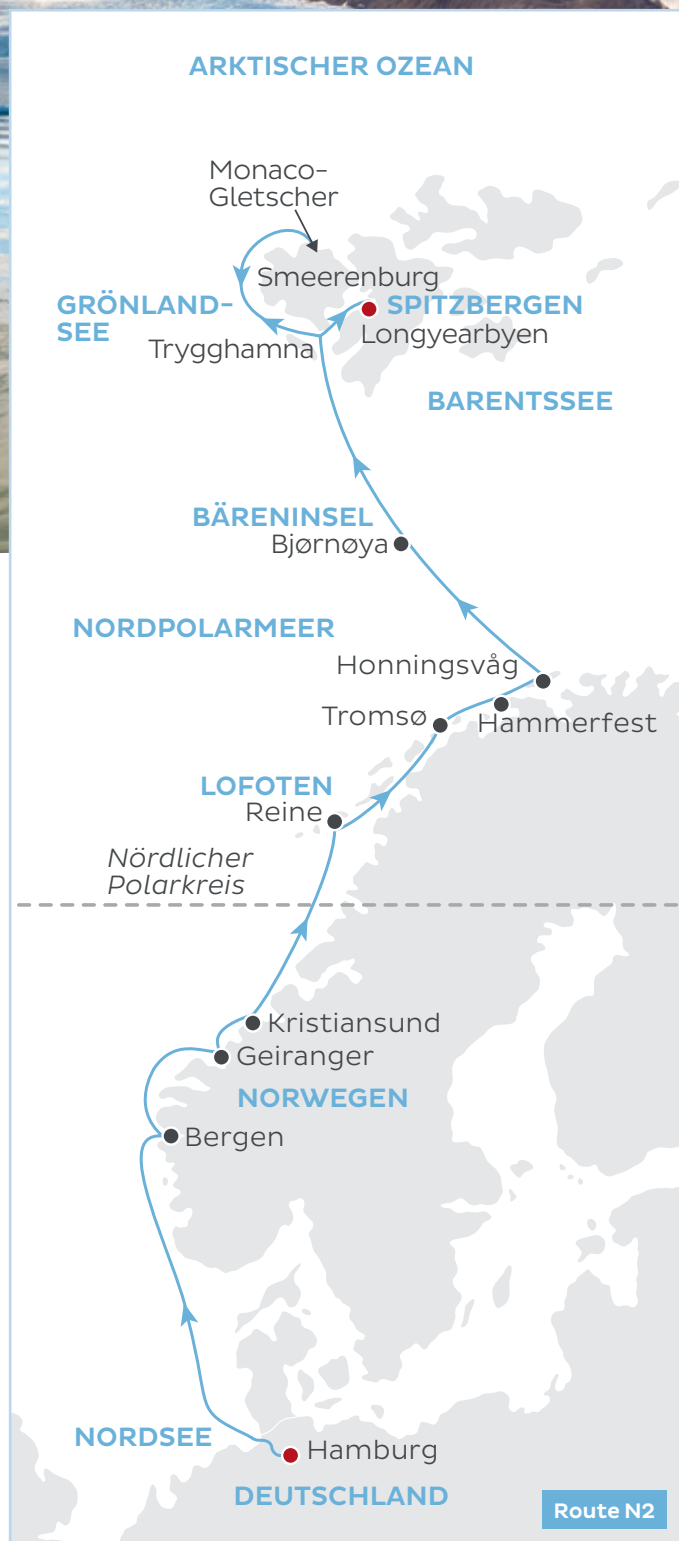 ARKTISCHER OZEAN
Monaco-
Gletscher
Smeerenburg
GRÖNLAND-
SEE
SPITZBERGEN
Trygghamna
Longyearbyen
BARENTSSEE
BÄRENINSEL
Bjørnøya
NORDPOLARMEER
Honningsvåg
Tromsø
Hammerfest
LOFOTEN
Reine
Nördlicher
Polarkreis
Kristiansund
Geiranger
NORWEGEN
Bergen
NORDSEE
Hamburg
DEUTSCHLAND
Route N2